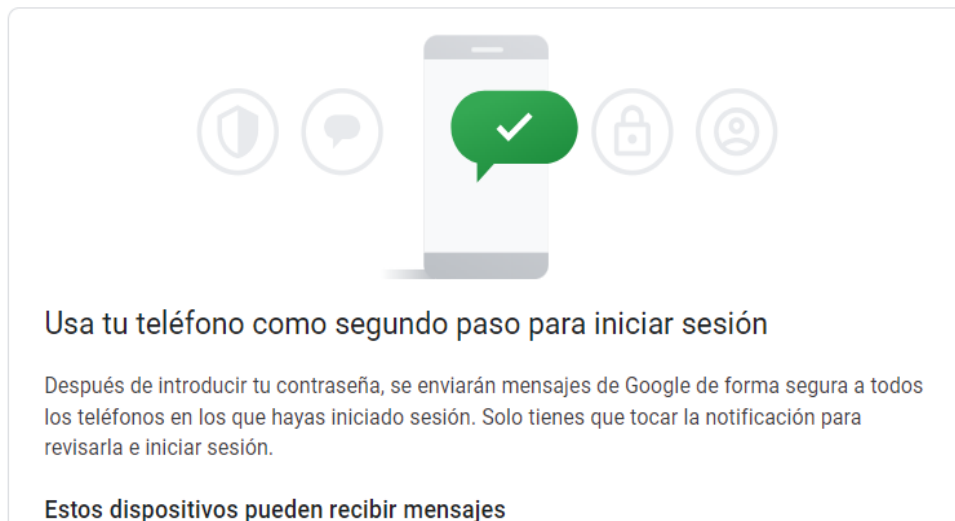 Usa tu teléfono como segundo paso para iniciar sesión
Después de introducir tu contraseña, se enviarán mensajes de Google de forma segura a todos
los teléfonos en los que hayas iniciado sesión. Solo tienes que tocar la notificación para
revisarla e iniciar sesión.
Estos dispositivos pueden recibir mensajes